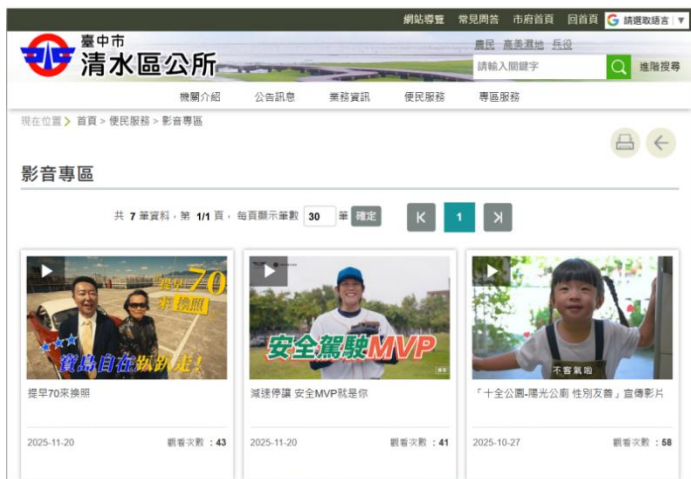 網站導覽 常見問答 市府首頁 回首頁 請選取語言 ▼
臺中市
清水區公所
農民 高美濕地 兵役
請輸入關鍵字 進階搜尋
機關介紹 公告訊息 業務資訊 便民服務 專區服務
現在位置 > 首頁 > 便民服務 > 影音專區
影音專區
共 7 筆資料，第 1/1 頁， 每頁顯示筆數 30 筆 確定 1
提早70
來換照
寶島自在趴趴走！
安全駕駛MVP
不客氣啦
提早70來換照
減速停讓 安全MVP就是你
「十全公園-陽光公廁 性別友善」宣傳影片
2025-11-20 觀看次數 ：43
2025-11-20 觀看次數 ：41
2025-10-27 觀看次數 ：58